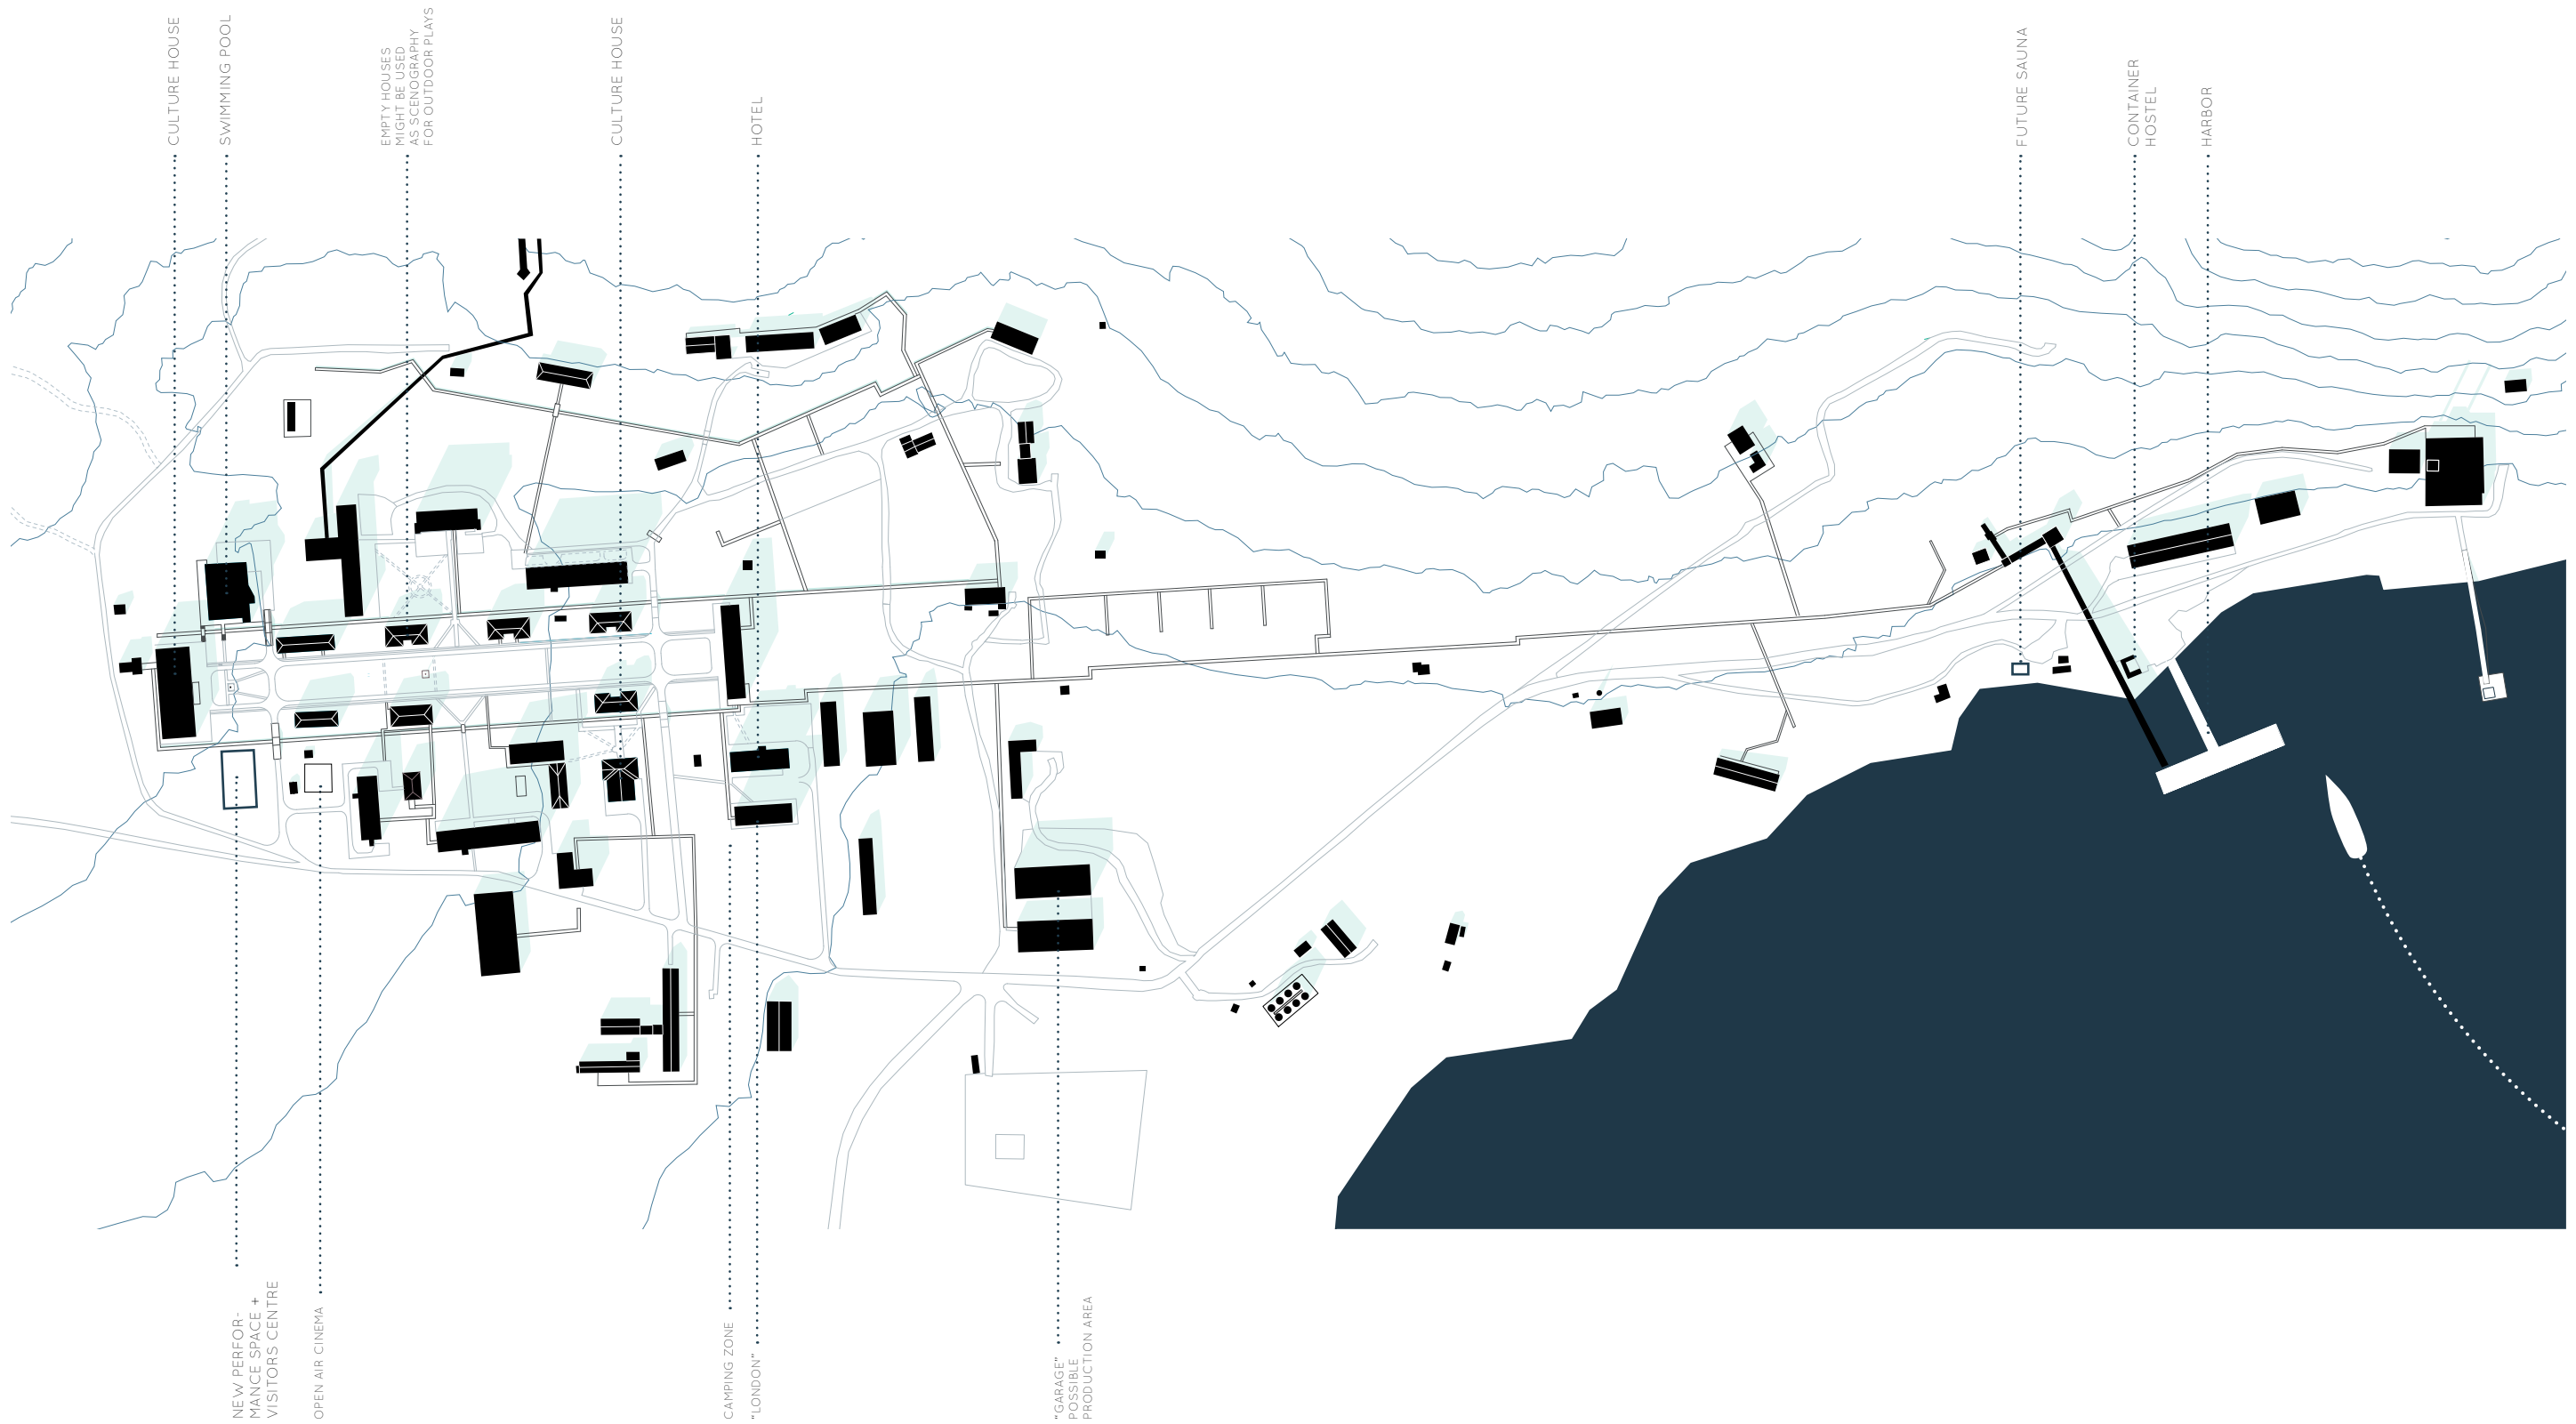 CULTURE HOUSE
SWIMMING POOL
EMPTY HOUSES
MIGHT BE USED
AS SCENOGRAPHY
FOR OUTDOOR PLAYS
CULTURE HOUSE
HOTEL
FUTURE SAUNA
CONTAINER
HOSTEL
HARBOR
NEW PERFOR-
MANCE SPACE +
VISITORS CENTRE
OPEN AIR CINEMA
CAMPING ZONE
"LONDON"
"GARAGE"
POSSIBLE
PRODUCTION AREA